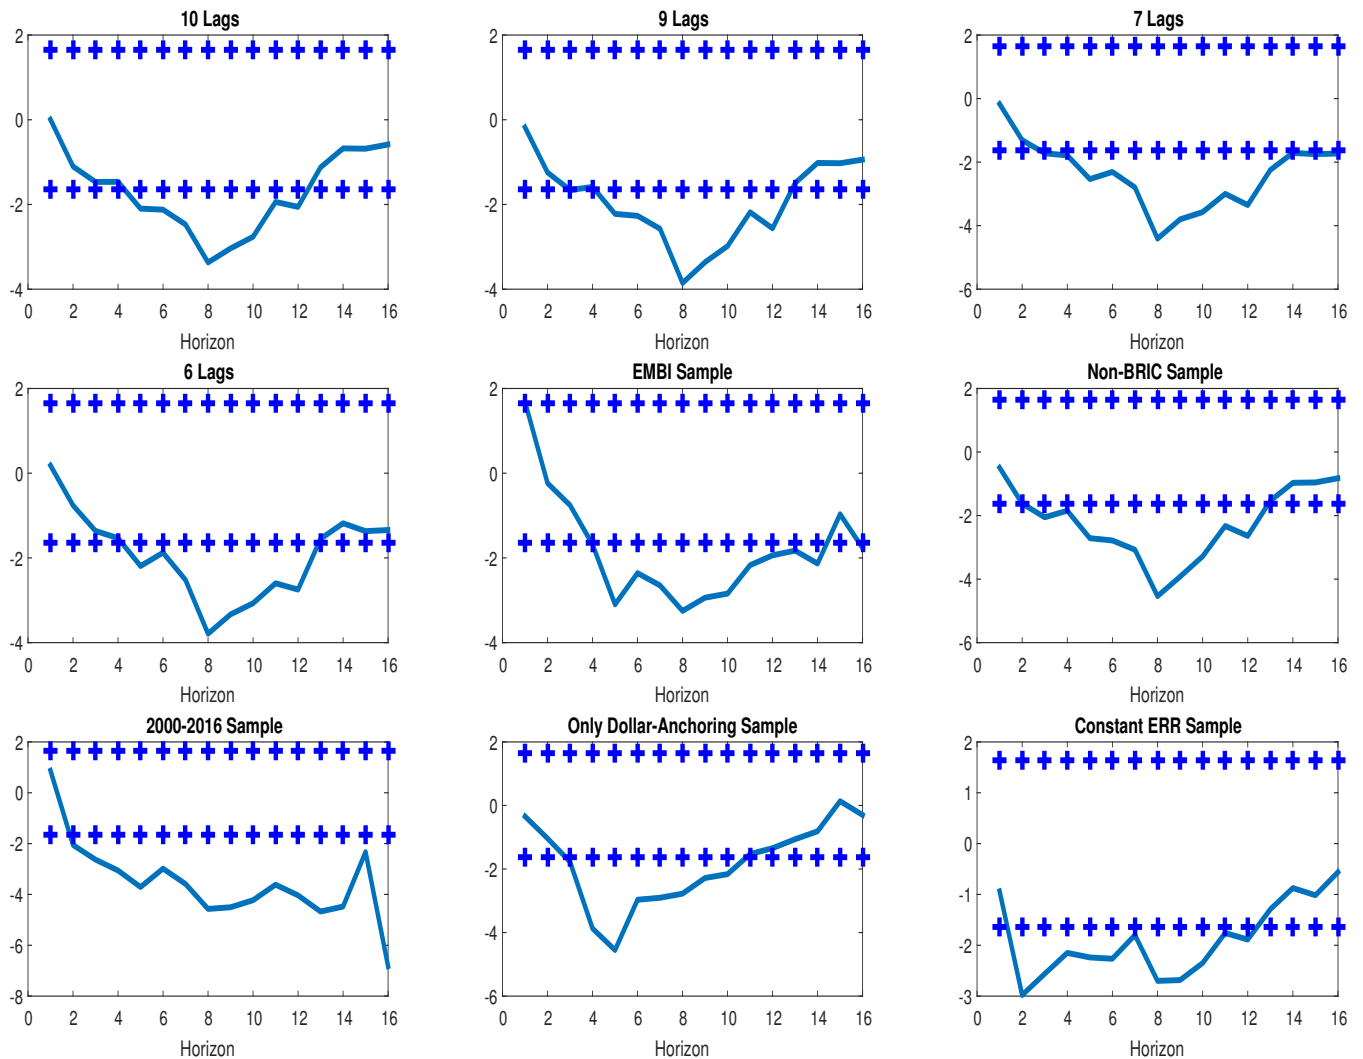 10 Lags
2
0
-2
-4
0 2 4 6 8 10 12 14 16
Horizon
9 Lags
2
0
-2
-4
0 2 4 6 8 10 12 14 16
Horizon
7 Lags
2
0
-2
-4
-6
0 2 4 6 8 10 12 14 16
Horizon
6 Lags
2
0
-2
-4
0 2 4 6 8 10 12 14 16
Horizon
EMBI Sample
2
0
-2
-4
0 2 4 6 8 10 12 14 16
Horizon
Non-BRIC Sample
2
0
-2
-4
-6
0 2 4 6 8 10 12 14 16
Horizon
2000-2016 Sample
2
0
-2
-4
-6
-8
0 2 4 6 8 10 12 14 16
Horizon
Only Dollar-Anchoring Sample
2
0
-2
-4
-6
0 2 4 6 8 10 12 14 16
Horizon
Constant ERR Sample
2
1
0
-1
-2
-3
0 2 4 6 8 10 12 14 16
Horizon